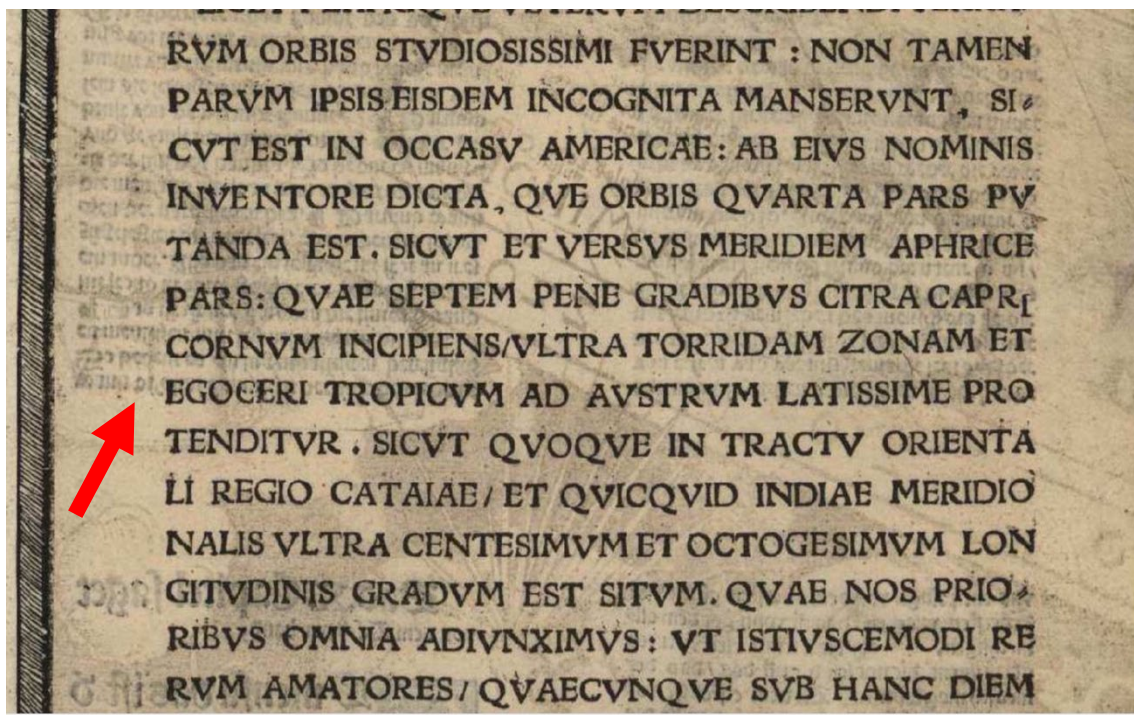 RVM ORBIS STVDIOSISSIMI FVERINT : NON TAMEN
PARVM IPSIS EISDEM INCOGNITA MANSERVNT, SI⸗
CVT EST IN OCCASV AMERICAE: AB EIVS NOMINIS
INVENTORE DICTA, QVE ORBIS QVARTA PARS PV
TANDA EST. SICVT ET VERSVS MERIDIEM APHRICE
PARS: QVAE SEPTEM PENE GRADIBVS CITRA CAPRI
CORNVM INCIPIENS/VLTRA TORRIDAM ZONAM ET
EGOCERI TROPICVM AD AVSTRVM LATISSIME PRO
TENDITVR. SICVT QVOQVE IN TRACTV ORIENTA
LI REGIO CATAIAE/ ET QVICQVID INDIAE MERIDIO
NALIS VLTRA CENTESIMVM ET OCTOGESIMVM LON
GITVDINIS GRADVM EST SITVM. QVAE NOS PRIO⸗
RIBVS OMNIA ADIVNXIMVS: VT ISTIVSCEMODI RE
RVM AMATORES/ QVAECVNQVE SVB HANC DIEM